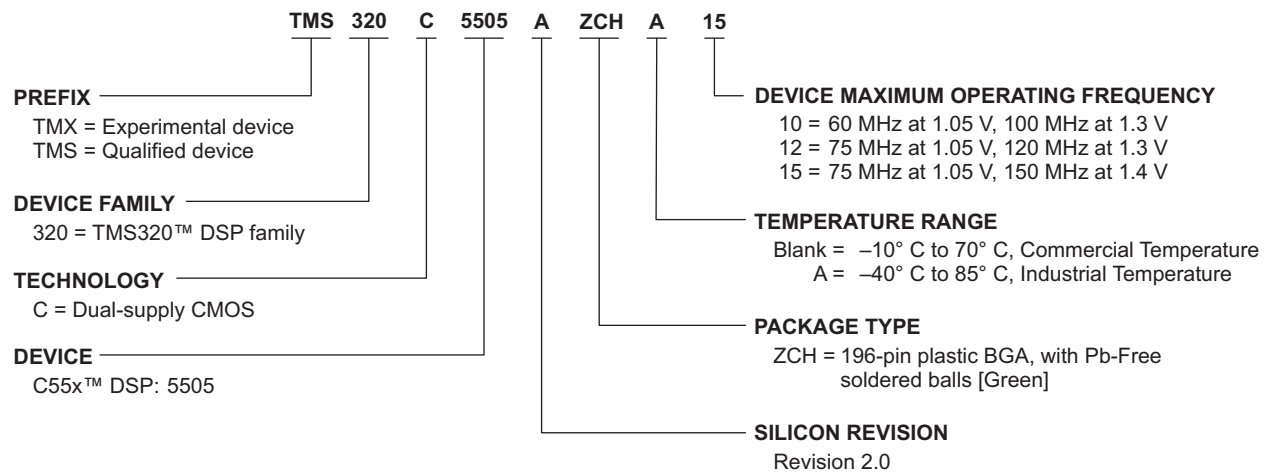 TMS 320 C 5505 A ZCH A 15
PREFIX
TMX = Experimental device
TMS = Qualified device
DEVICE FAMILY
320 = TMS320™ DSP family
TECHNOLOGY
C = Dual-supply CMOS
DEVICE
C55x™ DSP: 5505
DEVICE MAXIMUM OPERATING FREQUENCY
10 = 60 MHz at 1.05 V, 100 MHz at 1.3 V
12 = 75 MHz at 1.05 V, 120 MHz at 1.3 V
15 = 75 MHz at 1.05 V, 150 MHz at 1.4 V
TEMPERATURE RANGE
Blank = –10° C to 70° C, Commercial Temperature
A = –40° C to 85° C, Industrial Temperature
PACKAGE TYPE
ZCH = 196-pin plastic BGA, with Pb-Free
soldered balls [Green]
SILICON REVISION
Revision 2.0